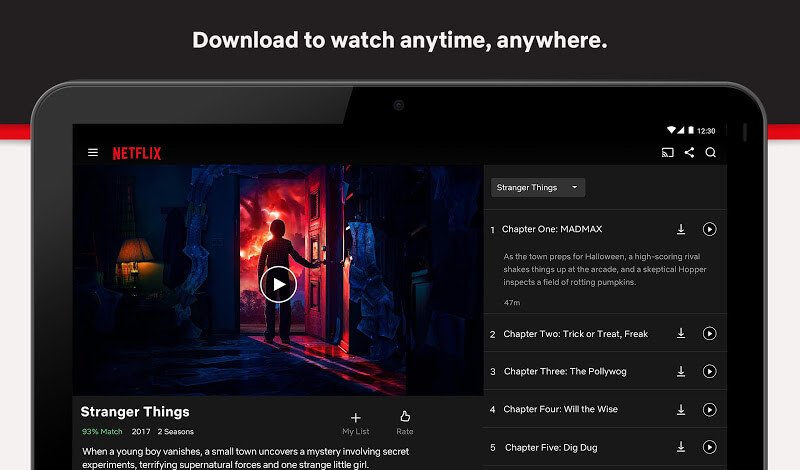 Download to watch anytime, anywhere.
12:30
NETFLIX
Stranger Things
1 Chapter One: MADMAX
As the town preps for Halloween, a high-scoring rival
shakes things up at the arcade, and a skeptical Hopper
inspects a field of rotting pumpkins.
47m
2 Chapter Two: Trick or Treat, Freak
3 Chapter Three: The Pollywog
4 Chapter Four: Will the Wise
5 Chapter Five: Dig Dug
Stranger Things
93% Match 2017 2 Seasons
My List Rate
When a young boy vanishes, a small town uncovers a mystery involving secret
experiments, terrifying supernatural forces and one strange little girl.